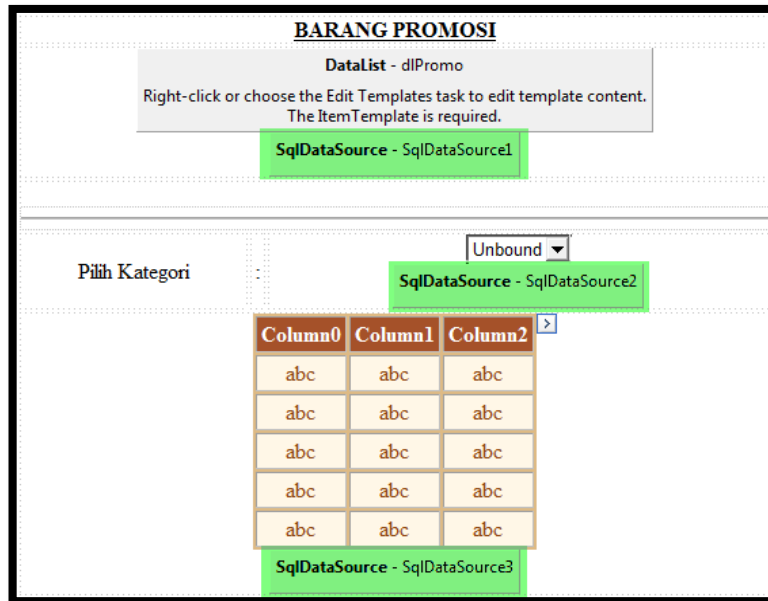 BARANG PROMOSI
DataList - dlPromo
Right-click or choose the Edit Templates task to edit template content.
The ItemTemplate is required.
SqlDataSource - SqlDataSource1
Unbound
Pilih Kategori :
SqlDataSource - SqlDataSource2
Column0 Column1 Column2
abc abc abc
abc abc abc
abc abc abc
abc abc abc
abc abc abc
SqlDataSource - SqlDataSource3